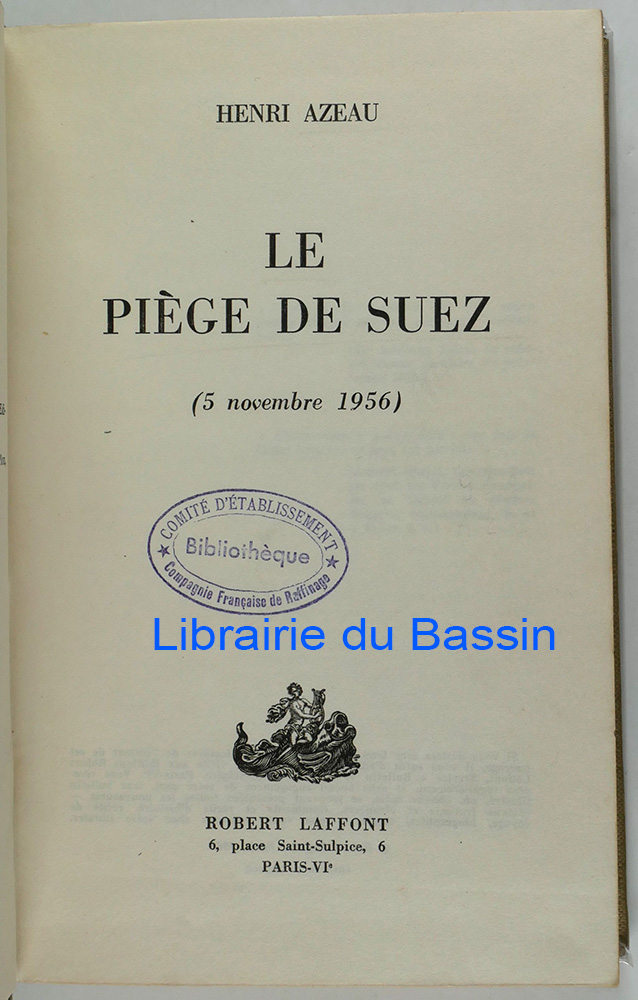 HENRI AZEAU
LE
PIÈGE DE SUEZ
(5 novembre 1956)
COMITÉ D'ÉTABLISSEMENT
Bibliothèque
Compagnie Française de Raffinage
Librairie du Bassin
ROBERT LAFFONT
6, place Saint-Sulpice, 6
PARIS-VIe